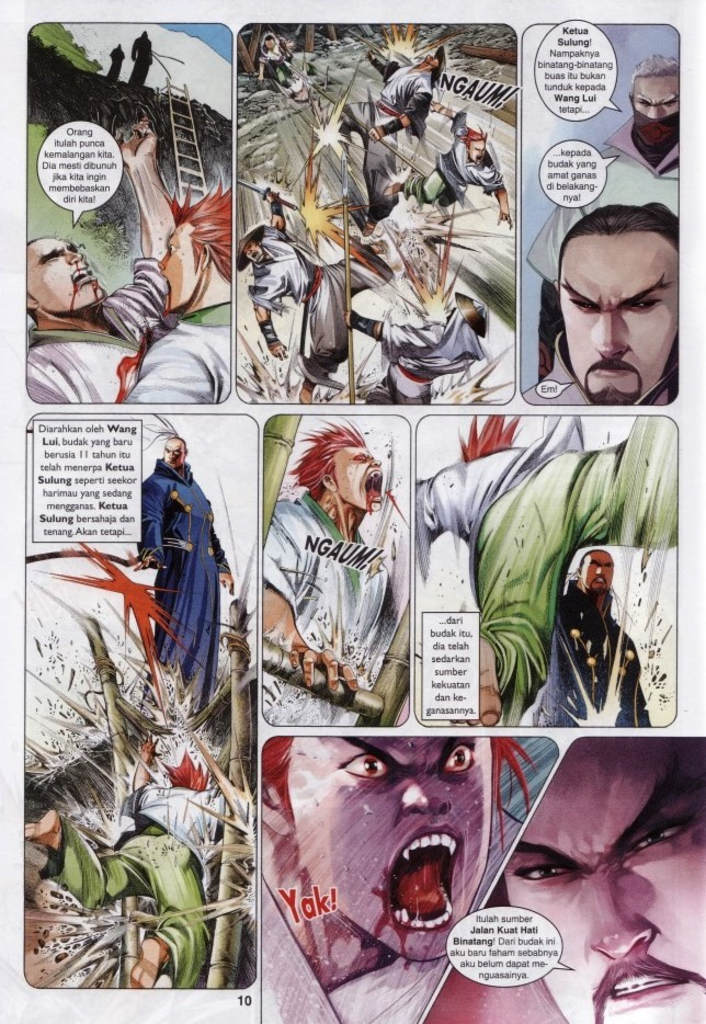 Orang
itulah punca
kemalangan ini.
Dia mesti dibunuh
jika kita ingin
membebaskan
diri kita!
NGAUM!
Ketua
Sulung!
Nampaknya
binatang-binatang
buas itu bukan
tunduk kepada
Wang Lui
tetapi...
...kepada
budak yang
amat ganas
di belakang-
nya!
Em!
Diarahkan oleh Wang
Lui, budak yang baru
berusia 11 tahun itu
telah menerpa Ketua
Sulung seperti seekor
harimau yang sedang
mengganas. Ketua
Sulung bersahaja dan
tenang. Akan tetapi...
NGAUM!
...dari
budak itu,
dia telah
sedarkan
sumber
kekuatan
dan ke-
ganasannya.
Yak!
Itulah sumber
Jalan Kuat Hati
Binatang! Dari budak ini
aku baru faham sebabnya
aku belum dapat me-
nguasainya.
10